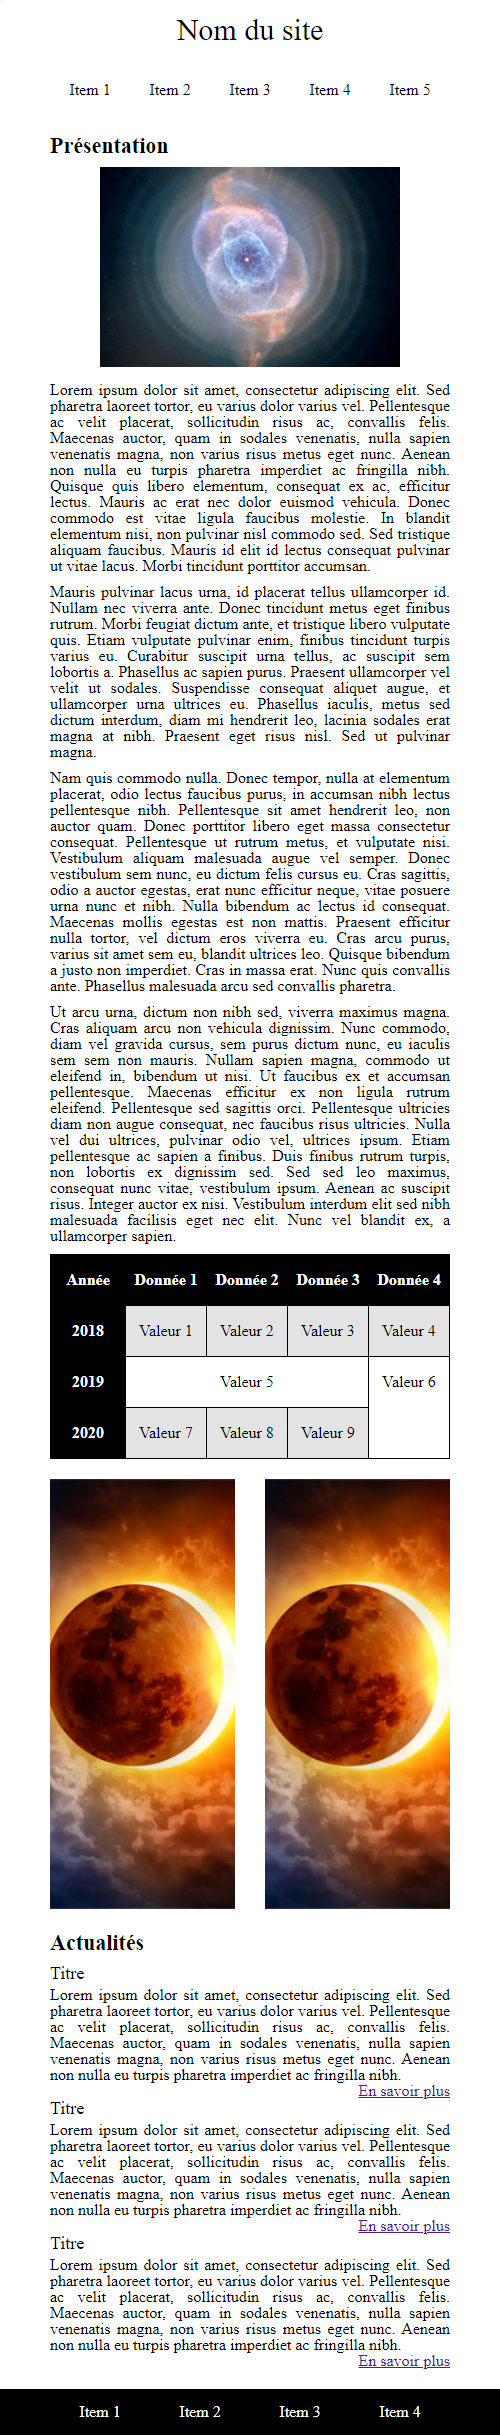 Nom du site
Item 1 Item 2 Item 3 Item 4 Item 5
Présentation
Lorem ipsum dolor sit amet, consectetur adipiscing elit. Sed
pharetra laoreet tortor, eu varius dolor varius vel. Pellentesque
ac velit placerat, sollicitudin risus ac, convallis felis.
Maecenas auctor, quam in sodales venenatis, nulla sapien
venenatis magna, non varius risus metus eget nunc. Aenean
non nulla eu turpis pharetra imperdiet ac fringilla nibh.
Quisque quis libero elementum, consequat ex ac, efficitur
lectus. Mauris ac erat nec dolor euismod vehicula. Donec
commodo est vitae ligula faucibus molestie. In blandit
elementum nisi, non pulvinar nisl commodo sed. Sed tristique
aliquam faucibus. Mauris id elit id lectus consequat pulvinar
ut vitae lacus. Morbi tincidunt porttitor accumsan.
Mauris pulvinar lacus urna, id placerat tellus ullamcorper id.
Nullam nec viverra ante. Donec tincidunt metus eget finibus
rutrum. Morbi feugiat dictum ante, et tristique libero vulputate
quis. Etiam vulputate pulvinar enim, finibus tincidunt turpis
varius eu. Curabitur suscipit urna tellus, ac suscipit sem
lobortis a. Phasellus ac sapien purus. Praesent ullamcorper vel
velit ut sodales. Suspendisse consequat aliquet augue, et
ullamcorper urna ultrices eu. Phasellus iaculis, metus sed
dictum interdum, diam mi hendrerit leo, lacinia sodales erat
magna at nibh. Praesent eget risus nisl. Sed ut pulvinar
magna.
Nam quis commodo nulla. Donec tempor, nulla at elementum
placerat, odio lectus faucibus purus, in accumsan nibh lectus
pellentesque nibh. Pellentesque sit amet hendrerit leo, non
auctor quam. Donec porttitor libero eget massa consectetur
consequat. Pellentesque ut rutrum metus, et vulputate nisi.
Vestibulum aliquam malesuada augue vel semper. Donec
vestibulum sem nunc, eu dictum felis cursus eu. Cras sagittis,
odio a auctor egestas, erat nunc efficitur neque, vitae posuere
urna nunc et nibh. Nulla bibendum ac lectus id consequat.
Maecenas mollis egestas est non mattis. Praesent efficitur
nulla tortor, vel dictum eros viverra eu. Cras arcu purus,
varius sit amet sem eu, blandit ultrices leo. Quisque bibendum
a justo non imperdiet. Cras in massa erat. Nunc quis convallis
ante. Phasellus malesuada arcu sed convallis pharetra.
Ut arcu urna, dictum non nibh sed, viverra maximus magna.
Cras aliquam arcu non vehicula dignissim. Nunc commodo,
diam vel gravida cursus, sem purus dictum nunc, eu iaculis
sem sem non mauris. Nullam sapien magna, commodo ut
eleifend in, bibendum ut nisi. Ut faucibus ex et accumsan
pellentesque. Maecenas efficitur ex non ligula rutrum
eleifend. Pellentesque sed sagittis orci. Pellentesque ultricies
diam non augue consequat, nec faucibus risus ultricies. Nulla
vel dui ultrices, pulvinar odio vel, ultrices ipsum. Etiam
pellentesque ac sapien a finibus. Duis finibus rutrum turpis,
non lobortis ex dignissim sed. Sed sed leo maximus,
consequat nunc vitae, vestibulum ipsum. Aenean ac suscipit
risus. Integer auctor ex nisi. Vestibulum interdum elit sed nibh
malesuada facilisis eget nec elit. Nunc vel blandit ex, a
ullamcorper sapien.
Année Donnée 1 Donnée 2 Donnée 3 Donnée 4
2018 Valeur 1 Valeur 2 Valeur 3 Valeur 4
2019 Valeur 5 Valeur 6
2020 Valeur 7 Valeur 8 Valeur 9
Actualités
Titre
Lorem ipsum dolor sit amet, consectetur adipiscing elit. Sed
pharetra laoreet tortor, eu varius dolor varius vel. Pellentesque
ac velit placerat, sollicitudin risus ac, convallis felis.
Maecenas auctor, quam in sodales venenatis, nulla sapien
venenatis magna, non varius risus metus eget nunc. Aenean
non nulla eu turpis pharetra imperdiet ac fringilla nibh.
En savoir plus
Titre
Lorem ipsum dolor sit amet, consectetur adipiscing elit. Sed
pharetra laoreet tortor, eu varius dolor varius vel. Pellentesque
ac velit placerat, sollicitudin risus ac, convallis felis.
Maecenas auctor, quam in sodales venenatis, nulla sapien
venenatis magna, non varius risus metus eget nunc. Aenean
non nulla eu turpis pharetra imperdiet ac fringilla nibh.
En savoir plus
Titre
Lorem ipsum dolor sit amet, consectetur adipiscing elit. Sed
pharetra laoreet tortor, eu varius dolor varius vel. Pellentesque
ac velit placerat, sollicitudin risus ac, convallis felis.
Maecenas auctor, quam in sodales venenatis, nulla sapien
venenatis magna, non varius risus metus eget nunc. Aenean
non nulla eu turpis pharetra imperdiet ac fringilla nibh.
En savoir plus
Item 1 Item 2 Item 3 Item 4